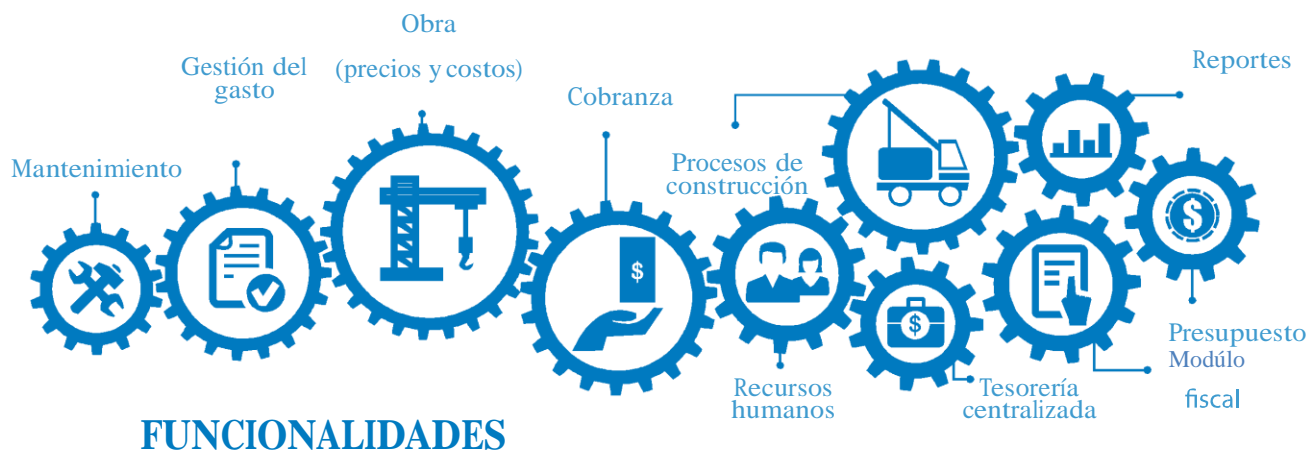 Mantenimiento
Gestión del
gasto
Obra
(precios y costos)
Cobranza
Procesos de
construcción
Reportes
Recursos
humanos
Tesorería
centralizada
Presupuesto
Modúlo
fiscal
$
$
$
FUNCIONALIDADES